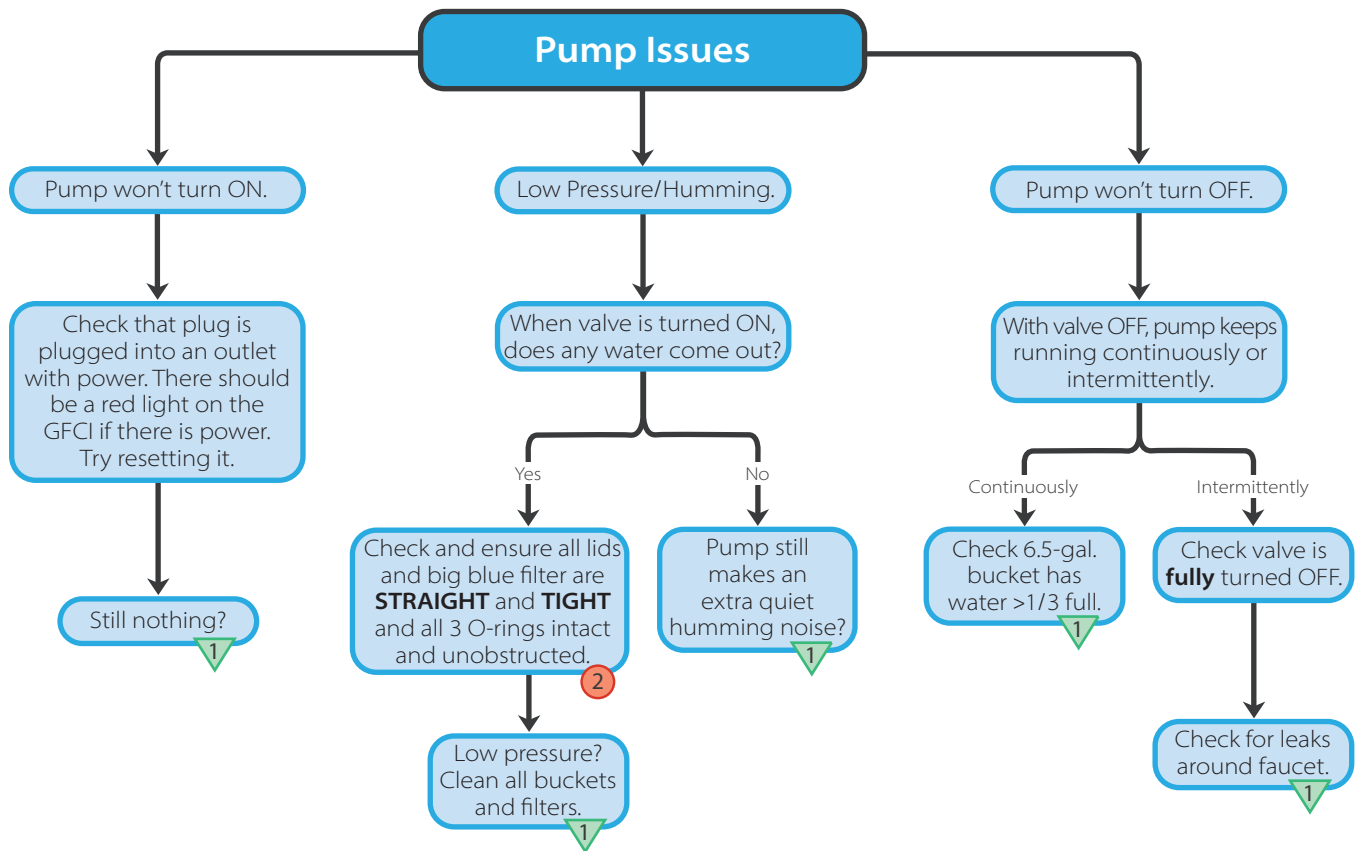 Pump Issues
Pump won't turn ON.
Check that plug is
plugged into an outlet
with power. There should
be a red light on the
GFCI if there is power.
Try resetting it.
Still nothing?
1
Low Pressure/Humming.
When valve is turned ON,
does any water come out?
Yes
Check and ensure all lids
and big blue filter are
STRAIGHT and TIGHT
and all 3 O-rings intact
and unobstructed.
2
Low pressure?
Clean all buckets
and filters.
1
No
Pump still
makes an
extra quiet
humming noise?
1
Pump won't turn OFF.
With valve OFF, pump keeps
running continuously or
intermittently.
Continuously
Check 6.5-gal.
bucket has
water >1/3 full.
1
Intermittently
Check valve is
fully turned OFF.
Check for leaks
around faucet.
1